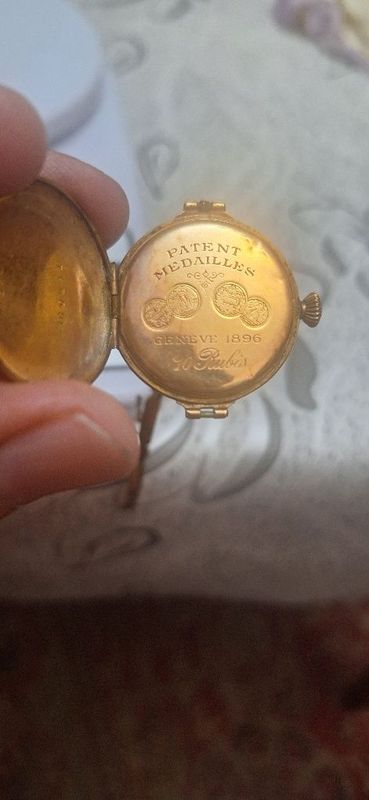 PATENT
MEDAILLES
GENEVE 1896
10 Rubis